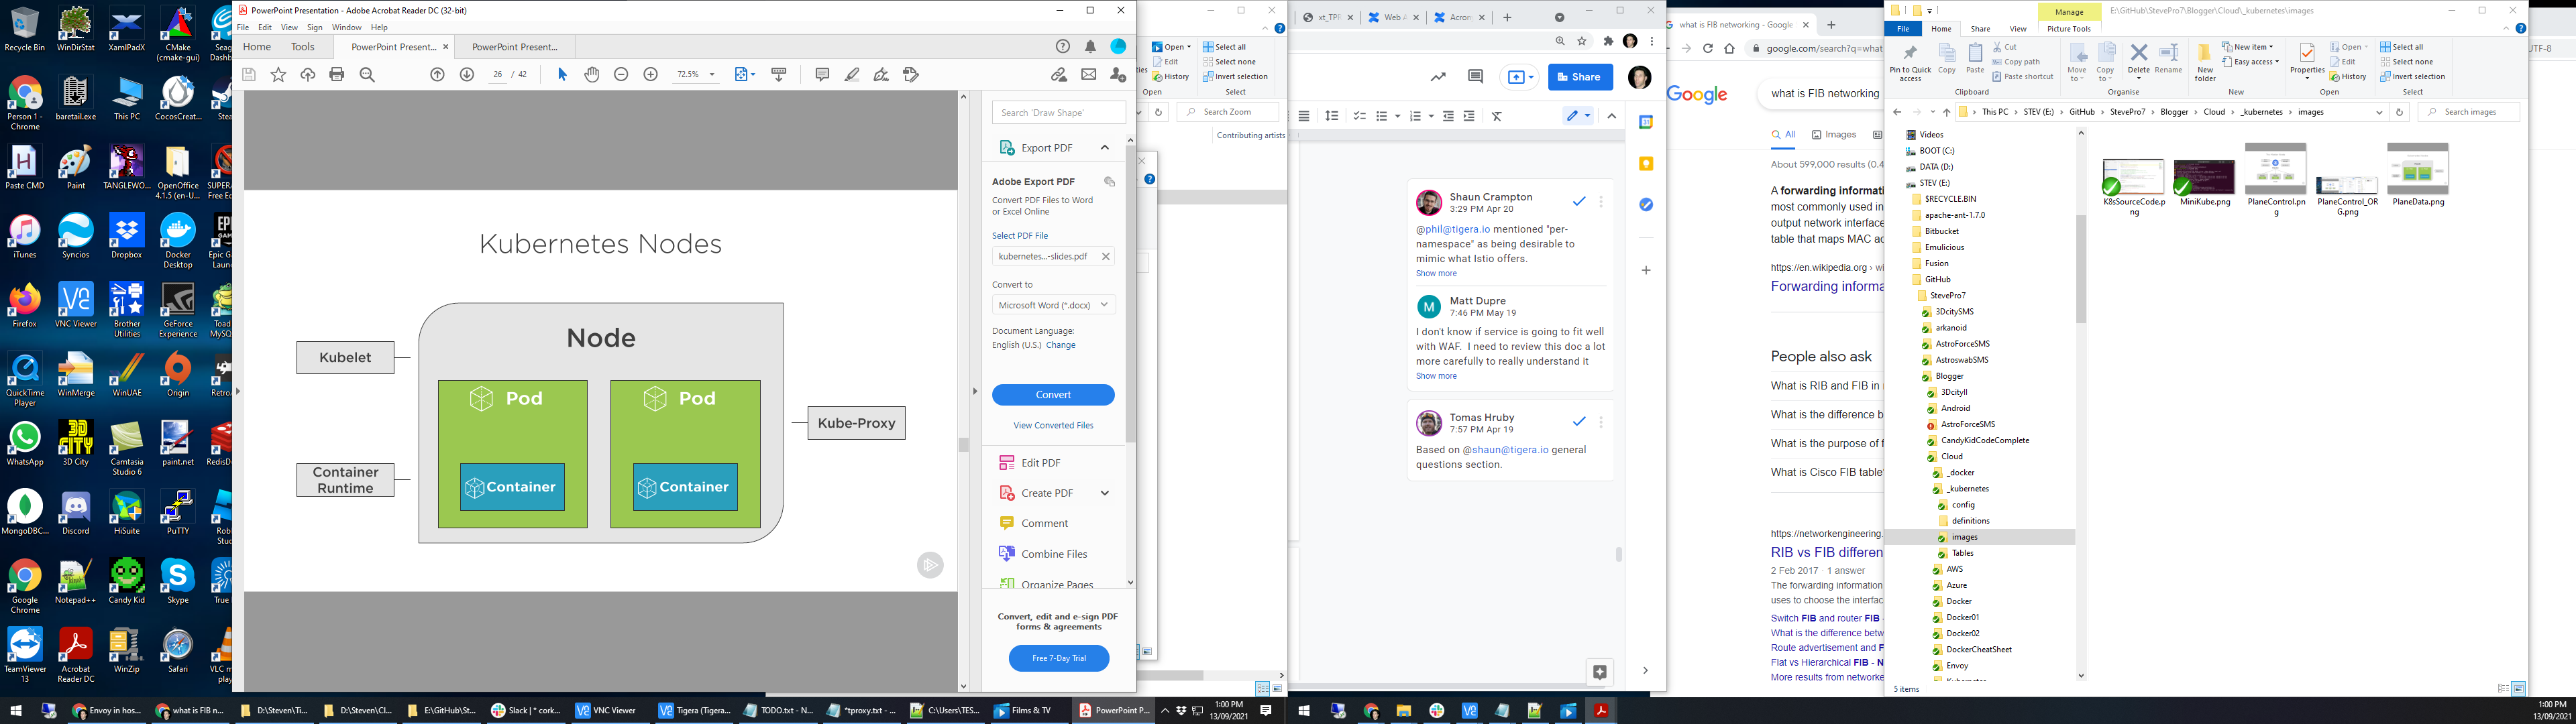 Recycle Bin
WinDirStat
XamlPadX
CMake
(cmake-gui)
Person 1 -
Chrome
baretail.exe
This PC
CocosCreat...
Paste CMD
Paint
TANGLEWO...
OpenOffice
4.1.5 (en-U...
iTunes
Syncios
Dropbox
Docker
Desktop
Firefox
VNC Viewer
Brother
Utilities
GeForce
Experience
QuickTime
Player
WinMerge
WinUAE
Origin
WhatsApp
3D City
Camtasia
Studio 6
paint.net
MongoDBC...
Discord
HiSuite
PuTTY
Google
Chrome
Notepad++
Candy Kid
Skype
TeamViewer
13
Acrobat
Reader DC
WinZip
Safari
PowerPoint Presentation - Adobe Acrobat Reader DC (32-bit)
File Edit View Sign Window Help
Home Tools PowerPoint Present... × PowerPoint Present...
26 / 42 72.5%
Kubernetes Nodes
Node
Kubelet
Pod Pod
Kube-Proxy
Container
Runtime
Container Container
Search 'Draw Shape'
Export PDF
Adobe Export PDF
Convert PDF Files to Word
or Excel Online
Select PDF File
kubernetes...-slides.pdf
Convert to
Microsoft Word (*.docx)
Document Language:
English (U.S.) Change
Convert
View Converted Files
Edit PDF
Create PDF
Comment
Combine Files
Organize Pages
Convert, edit and e-sign PDF
forms & agreements
Free 7-Day Trial
Open Select all
Edit Select none
History Invert selection
Open Select
Search Zoom
Contributing artists
xt_TPR
Web A
Acrom
Share
Shaun Crampton
3:29 PM Apr 20
@phil@tigera.io mentioned "per-
namespace" as being desirable to
mimic what Istio offers.
Show more
M
Matt Dupre
7:46 PM May 19
I don't know if service is going to fit well
with WAF. I need to review this doc a lot
more carefully to really understand it
Show more
Tomas Hruby
7:57 PM Apr 19
Based on @shaun@tigera.io general
questions section.
what is FIB networking - Google
google.com/search?q=what
Google
what is FIB networking
All Images
About 599,000 results (0.4
A forwarding informati
most commonly used in
output network interface
table that maps MAC ad
https://en.wikipedia.org › wi
Forwarding informa
People also ask
What is RIB and FIB in
What is the difference b
What is the purpose of f
What is Cisco FIB table
https://networkengineering.
RIB vs FIB differen
2 Feb 2017 · 1 answer
The forwarding information
uses to choose the interfac
Switch FIB and router FIB
What is the difference betw
Route advertisement and F
Flat vs Hierarchical FIB - N
More results from networke
Manage
E:\GitHub\StevePro7\Blogger\Cloud\_kubernetes\images
File Home Share View Picture Tools
Pin to Quick
access
Copy
Paste
Cut
Copy path
Paste shortcut
Move
to
Copy
to
Delete
Rename
New
folder
New item
Easy access
Properties
Open
Edit
History
Select all
Select none
Invert selection
Clipboard Organise New Open Select
This PC › STEV (E:) › GitHub › StevePro7 › Blogger › Cloud › _kubernetes › images
Search images
Videos
BOOT (C:)
DATA (D:)
STEV (E:)
$RECYCLE.BIN
apache-ant-1.7.0
Bitbucket
Emulicious
Fusion
GitHub
StevePro7
3DcitySMS
arkanoid
AstroForceSMS
AstroswabSMS
Blogger
3DcityII
Android
AstroForceSMS
CandyKidCodeComplete
Cloud
_docker
_kubernetes
config
definitions
images
Tables
AWS
Azure
Docker
Docker01
Docker02
DockerCheatSheet
Envoy
Kubernetes
K8sSourceCode.p
ng
MiniKube.png
PlaneControl.pn
g
PlaneControl_OR
G.png
PlaneData.png
5 items
UTF-8
Envoy in hos...
what is FIB n...
D:\Steven\Ti...
D:\Steven\Cl...
E:\GitHub\St...
Slack | * cork...
VNC Viewer
Tigera (Tigera...
TODO.txt - N...
*tproxy.txt - ...
C:\Users\TES...
Films & TV
PowerPoint P...
1:00 PM
13/09/2021
1:00 PM
13/09/2021